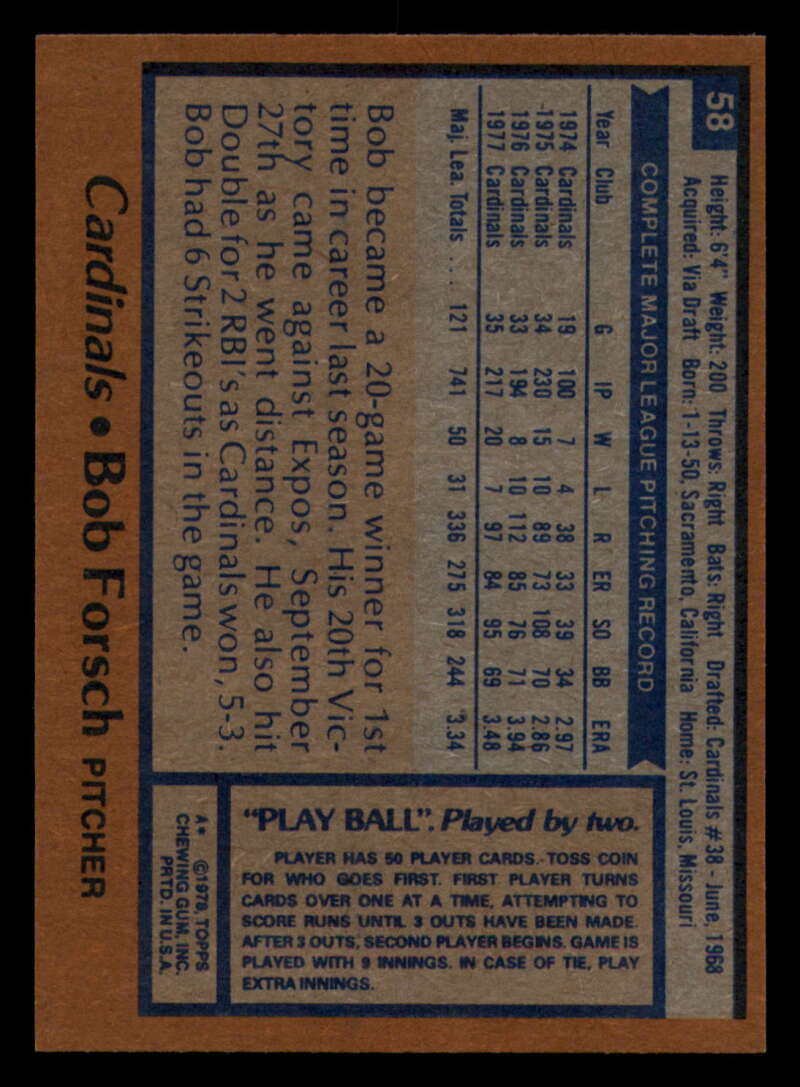 58
Height: 6'4" Weight: 200 Throws: Right Bats: Right Drafted: Cardinals #38 - June, 1968
Acquired: Via Draft Born: 1-13-50, Sacramento, California Home: St. Louis, Missouri
COMPLETE MAJOR LEAGUE PITCHING RECORD
Year Club G IP W L R ER SO BB ERA
1974 Cardinals 19 100 7 4 38 33 39 34 2.97
1975 Cardinals 34 230 15 10 89 73 108 70 2.86
1976 Cardinals 33 194 8 10 112 85 76 71 3.94
1977 Cardinals 35 217 20 7 97 84 95 69 3.48
Maj. Lea. Totals ... 121 741 50 31 336 275 318 244 3.34
Bob became a 20-game winner for 1st
time in career last season. His 20th Vic-
tory came against Expos, September
27th as he went distance. He also hit
Double for 2 RBI's as Cardinals won, 5-3.
Bob had 6 Strikeouts in the game.
"PLAY BALL". Played by two.
PLAYER HAS 50 PLAYER CARDS. TOSS COIN
FOR WHO GOES FIRST. FIRST PLAYER TURNS
CARDS OVER ONE AT A TIME, ATTEMPTING TO
SCORE RUNS UNTIL 3 OUTS HAVE BEEN MADE.
AFTER 3 OUTS, SECOND PLAYER BEGINS. GAME IS
PLAYED WITH 9 INNINGS. IN CASE OF TIE, PLAY
EXTRA INNINGS.
A* ©1978 TOPPS
CHEWING GUM, INC.
PRTD. IN U.S.A.
Cardinals • Bob Forsch PITCHER